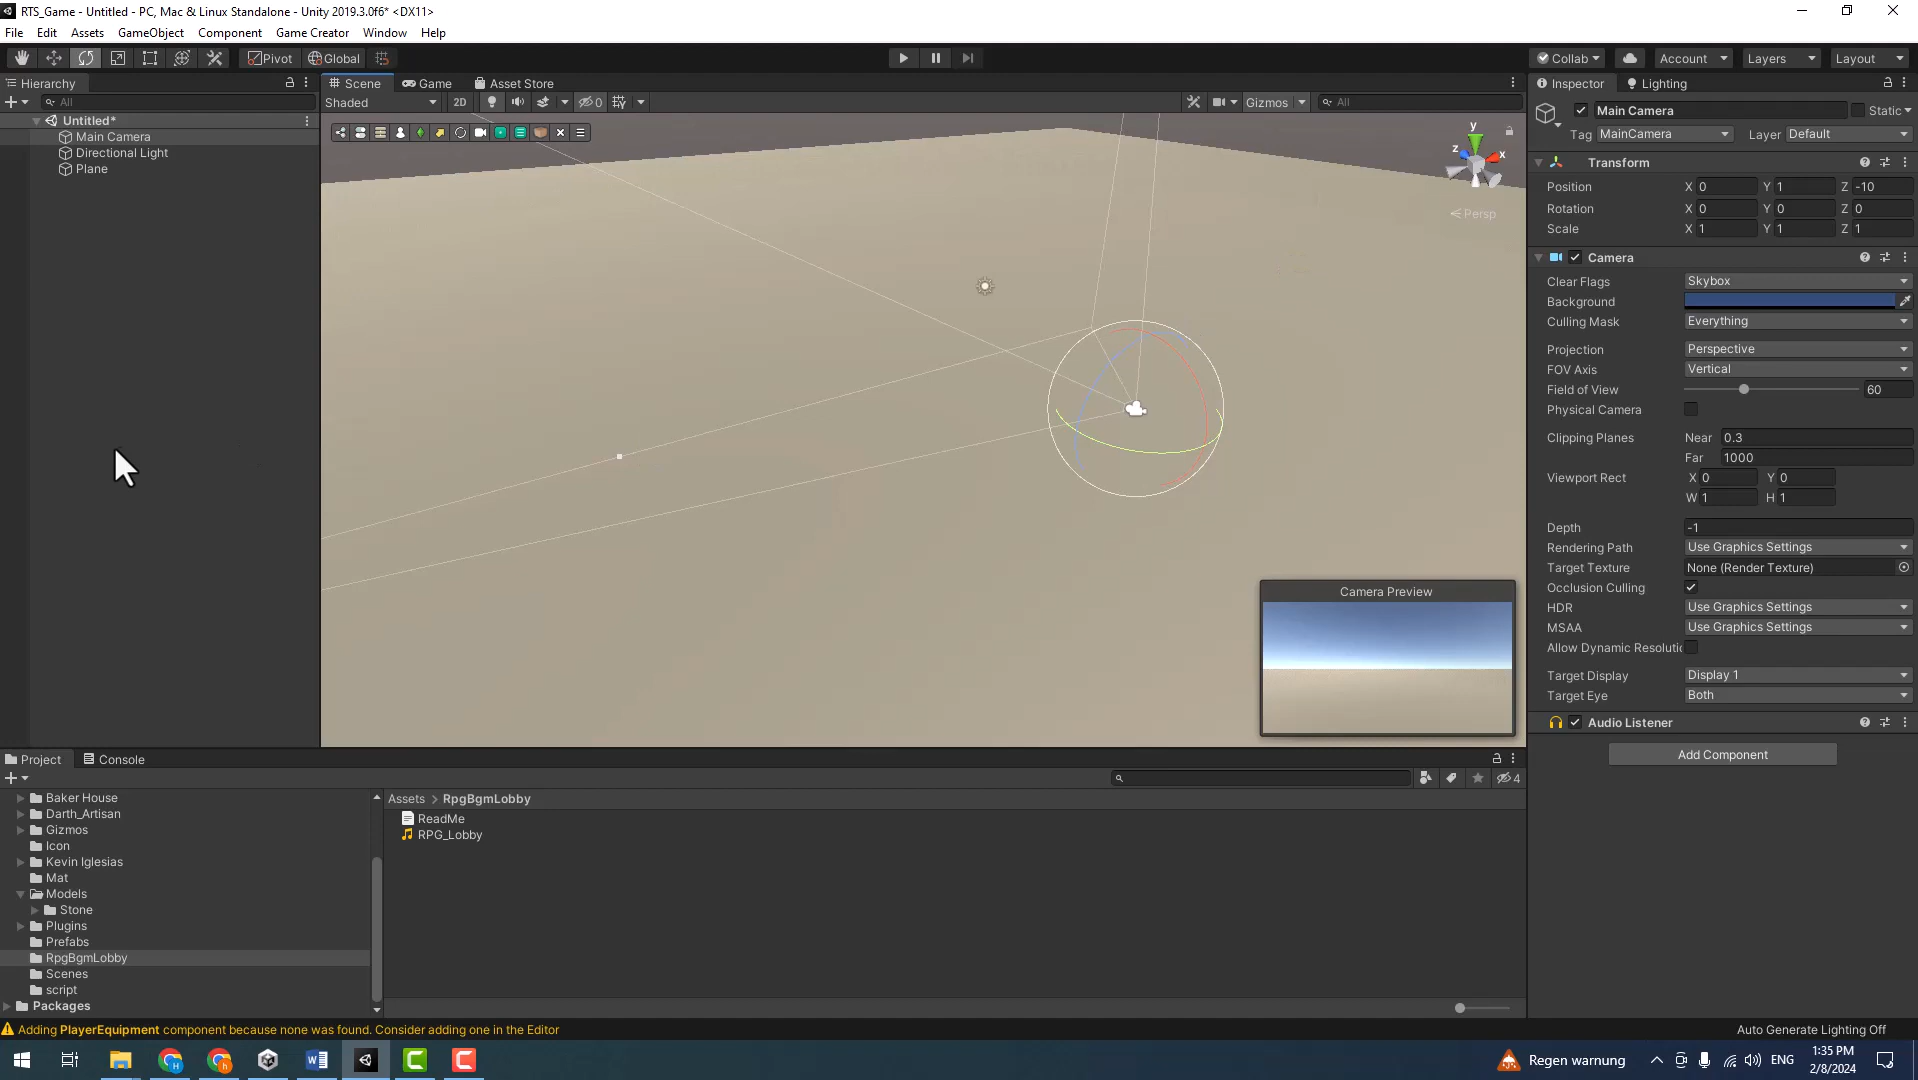 RTS_Game - Untitled - PC, Mac & Linux Standalone - Unity 2019.3.0f6* <DX11>
File Edit Assets GameObject Component Game Creator Window Help
Pivot Global Collab Account Layers Layout
Hierarchy Scene Game Asset Store Inspector Lighting
All Shaded 2D 0 Gizmos All
Main Camera Static
Tag MainCamera Layer Default
Untitled*
Main Camera
Directional Light
Plane
y
z
x
Persp
Transform
Position X 0 Y 1 Z -10
Rotation X 0 Y 0 Z 0
Scale X 1 Y 1 Z 1
Camera
Clear Flags Skybox
Background
Culling Mask Everything
Projection Perspective
FOV Axis Vertical
Field of View 60
Physical Camera
Clipping Planes Near 0.3
Far 1000
Viewport Rect X 0 Y 0
W 1 H 1
Depth -1
Rendering Path Use Graphics Settings
Target Texture None (Render Texture)
Occlusion Culling
HDR Use Graphics Settings
MSAA Use Graphics Settings
Allow Dynamic Resolutic
Target Display Display 1
Target Eye Both
Audio Listener
Add Component
Camera Preview
Project Console
4
Baker House
Darth_Artisan
Gizmos
Icon
Kevin Iglesias
Mat
Models
Stone
Plugins
Prefabs
RpgBgmLobby
Scenes
script
Packages
Assets > RpgBgmLobby
ReadMe
RPG_Lobby
Adding PlayerEquipment component because none was found. Consider adding one in the Editor
Auto Generate Lighting Off
Regen warnung ENG 1:35 PM
2/8/2024